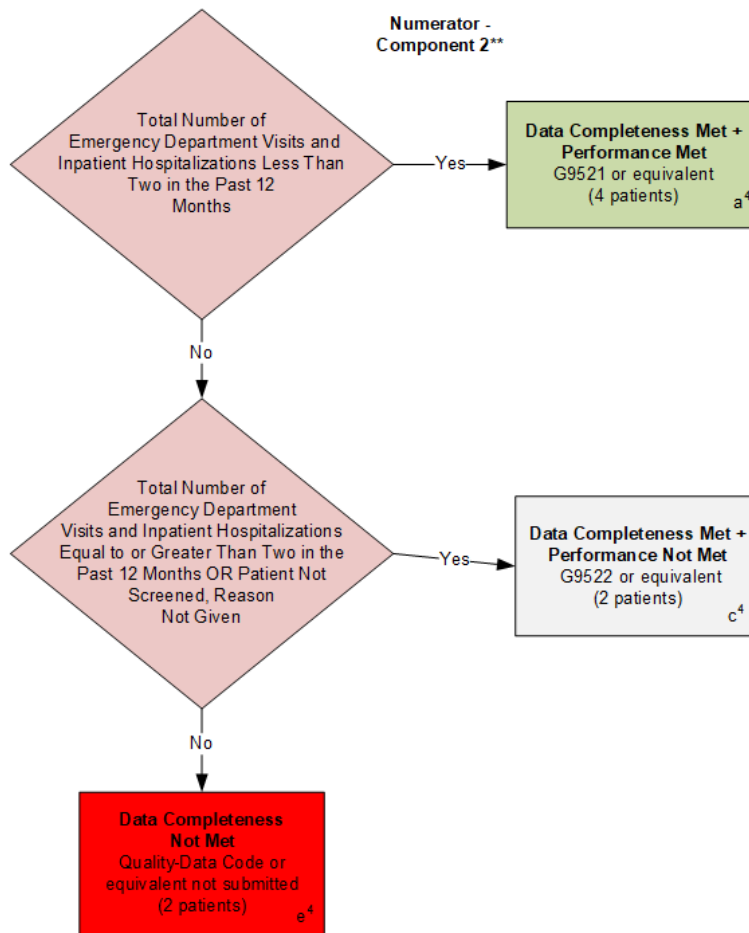 Numerator -
Component 2**
Total Number of
Emergency Department Visits and
Inpatient Hospitalizations Less Than
Two in the Past 12
Months
Yes
Data Completeness Met +
Performance Met
G9521 or equivalent
(4 patients)
a⁴
No
Total Number of
Emergency Department
Visits and Inpatient Hospitalizations
Equal to or Greater Than Two in the
Past 12 Months OR Patient Not
Screened, Reason
Not Given
Yes
Data Completeness Met +
Performance Not Met
G9522 or equivalent
(2 patients)
c⁴
No
Data Completeness
Not Met
Quality-Data Code or
equivalent not submitted
(2 patients)
e⁴